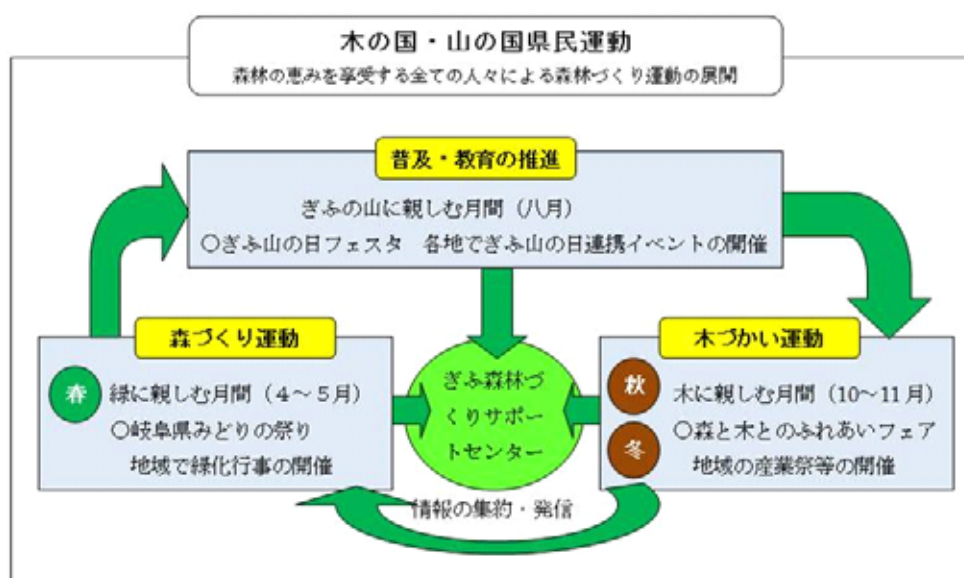 木の国・山の国県民運動
森林の恵みを享受する全ての人々による森林づくり運動の展開
普及・教育の推進
ぎふの山に親しむ月間（八月）
○ぎふ山の日フェスタ　各地でぎふ山の日連携イベントの開催
森づくり運動
春
緑に親しむ月間（４～５月）
○岐阜県みどりの祭り
地域で緑化行事の開催
ぎふ森林づ
くりサポー
トセンター
木づかい運動
秋
冬
木に親しむ月間（10～11月）
○森と木とのふれあいフェア
地域の産業祭等の開催
情報の集約・発信